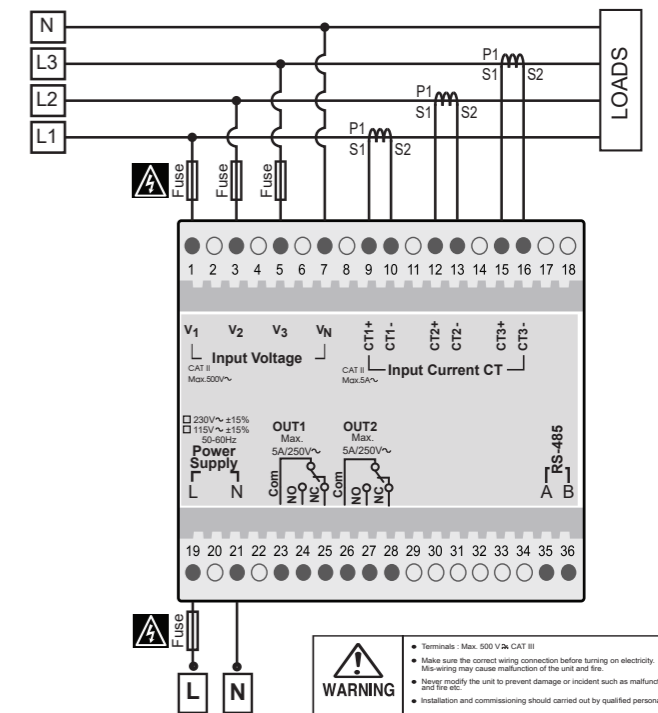 N
L3
L2
L1
LOADS
P1
S1 S2
P1
S1 S2
P1
S1 S2
Fuse
Fuse
Fuse
1 2 3 4 5 6 7 8 9 10 11 12 13 14 15 16 17 18
V1 V2 V3 VN
CT1+ CT1- CT2+ CT2- CT3+ CT3-
Input Voltage
CAT II
Max.500V~
Input Current CT
CAT II
Max.5A~
230V~ ±15%
115V~ ±15%
50-60Hz
Power
Supply
L N
OUT1
Max.
5A/250V~
Com NO NC
OUT2
Max.
5A/250V~
Com NO NC
RS-485
A B
19 20 21 22 23 24 25 26 27 28 29 30 31 32 33 34 35 36
Fuse
L N
WARNING
Terminals : Max. 500 V CAT III
Make sure the correct wiring connection before turning on electricity.
Mis-wiring may cause malfunction of the unit and fire.
Never modify the unit to prevent damage or incident such as malfunc
and fire etc.
Installation and commissioning should carried out by qualified persona